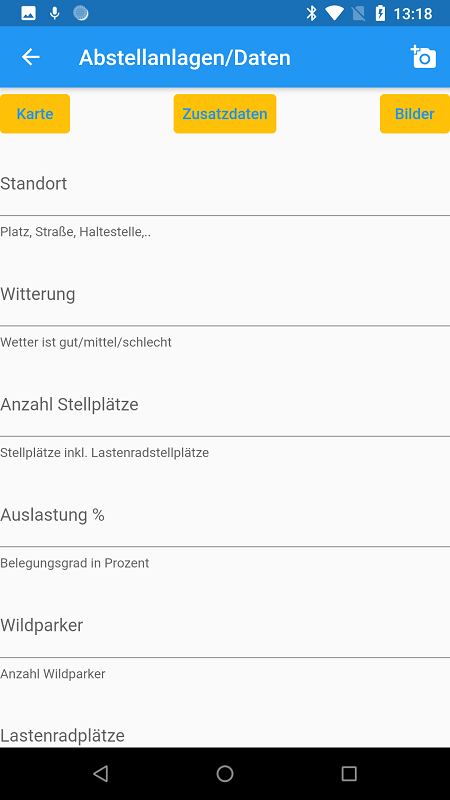 13:18
Abstellanlagen/Daten
Karte Zusatzdaten Bilder
Standort
Platz, Straße, Haltestelle,..
Witterung
Wetter ist gut/mittel/schlecht
Anzahl Stellplätze
Stellplätze inkl. Lastenradstellplätze
Auslastung %
Belegungsgrad in Prozent
Wildparker
Anzahl Wildparker
Lastenradplätze